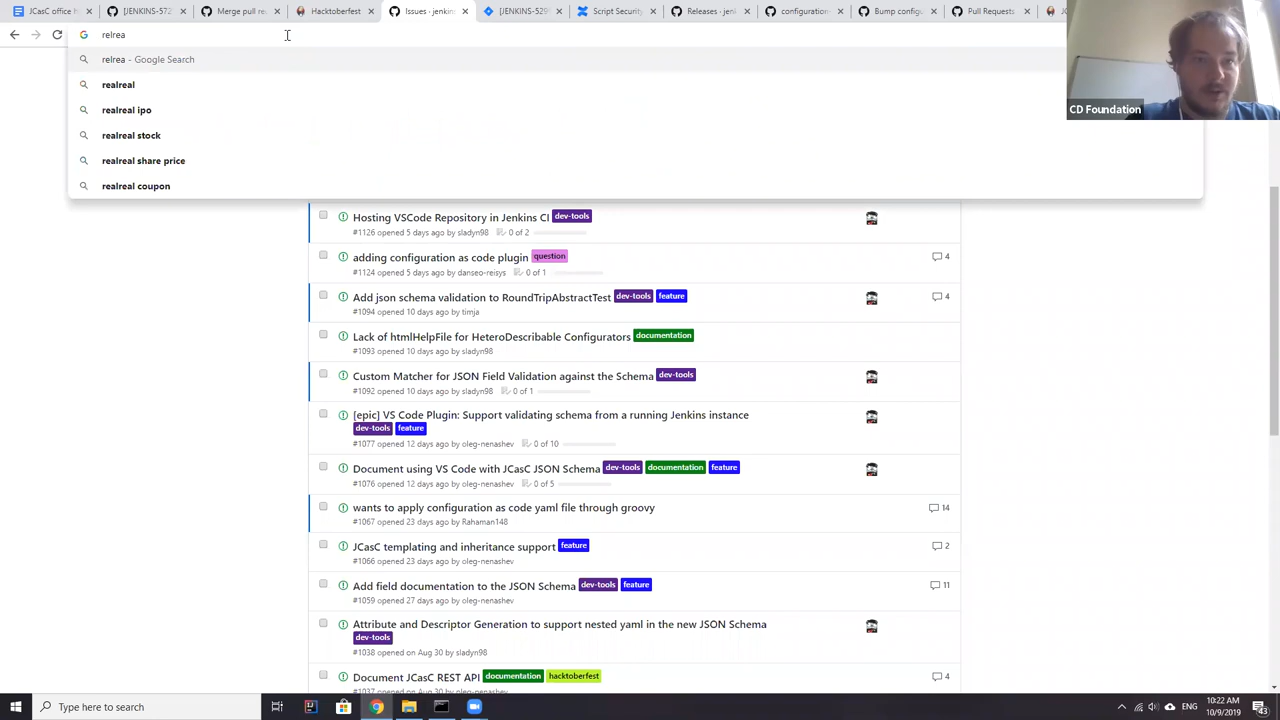 JCasC office h
[JENKINS-572
Merge pull re
Hacktoberfest
Issues · jenki
[JENKINS-529
Script Security
Releases · jen
configuration-
Bump config
Pull Requests
relrea
relrea - Google Search
realreal
realreal ipo
realreal stock
realreal share price
realreal coupon
CD Foundation
Hosting VSCode Repository in Jenkins CI dev-tools
#1126 opened 5 days ago by sladyn98 0 of 2
adding configuration as code plugin question 4
#1124 opened 5 days ago by danseo-reisys 0 of 1
Add json schema validation to RoundTripAbstractTest dev-tools feature 4
#1094 opened 10 days ago by timja
Lack of htmlHelpFile for HeteroDescribable Configurators documentation
#1093 opened 10 days ago by sladyn98
Custom Matcher for JSON Field Validation against the Schema dev-tools
#1092 opened 10 days ago by sladyn98 0 of 1
[epic] VS Code Plugin: Support validating schema from a running Jenkins instance
dev-tools feature
#1077 opened 12 days ago by oleg-nenashev 0 of 10
Document using VS Code with JCasC JSON Schema dev-tools documentation feature
#1076 opened 12 days ago by oleg-nenashev 0 of 5
wants to apply configuration as code yaml file through groovy 14
#1067 opened 23 days ago by Rahaman148
JCasC templating and inheritance support feature 2
#1066 opened 23 days ago by oleg-nenashev
Add field documentation to the JSON Schema dev-tools feature 11
#1059 opened 27 days ago by oleg-nenashev
Attribute and Descriptor Generation to support nested yaml in the new JSON Schema
dev-tools
#1038 opened on Aug 30 by sladyn98
Document JCasC REST API documentation hacktoberfest 4
#1037 opened on Aug 30 by oleg-nenashev
Type here to search
ENG
10:22 AM
10/9/2019
43